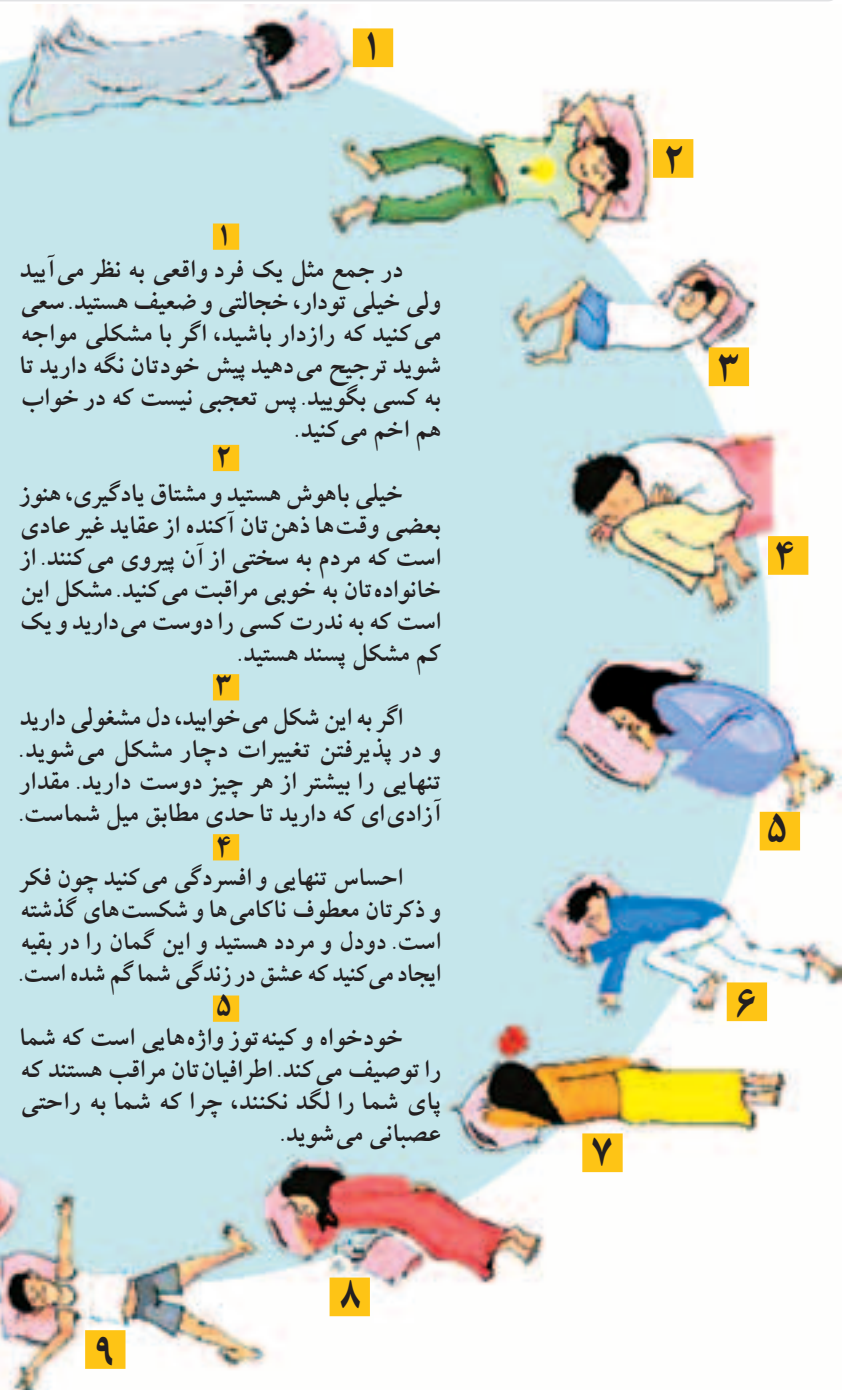 ۱
۲
۳
۴
۵
۶
۷
۸
۹
۱
در جمع مثل یک فرد واقعی به نظر می‌آیید
ولی خیلی تودار، خجالتی و ضعیف هستید. سعی
می‌کنید که رازدار باشید، اگر با مشکلی مواجه
شوید ترجیح می‌دهید پیش خودتان نگه دارید تا
به کسی بگویید. پس تعجبی نیست که در خواب
هم اخم می‌کنید.
۲
خیلی باهوش هستید و مشتاق یادگیری، هنوز
بعضی وقت‌ها ذهن‌تان آکنده از عقاید غیر عادی
است که مردم به سختی از آن پیروی می‌کنند. از
خانواده‌تان به خوبی مراقبت می‌کنید. مشکل این
است که به ندرت کسی را دوست می‌دارید و یک
کم مشکل پسند هستید.
۳
اگر به این شکل می‌خوابید، دل مشغولی دارید
و در پذیرفتن تغییرات دچار مشکل می‌شوید.
تنهایی را بیشتر از هر چیز دوست دارید. مقدار
آزادی‌ای که دارید تا حدی مطابق میل شماست.
۴
احساس تنهایی و افسردگی می‌کنید چون فکر
و ذکرتان معطوف ناکامی‌ها و شکست‌های گذشته
است. دودل و مردد هستید و این گمان را در بقیه
ایجاد می‌کنید که عشق در زندگی شما گم شده است.
۵
خودخواه و کینه‌توز واژه‌هایی است که شما
را توصیف می‌کند. اطرافیان‌تان مراقب هستند که
پای شما را لگد نکنند، چرا که شما به راحتی
عصبانی می‌شوید.